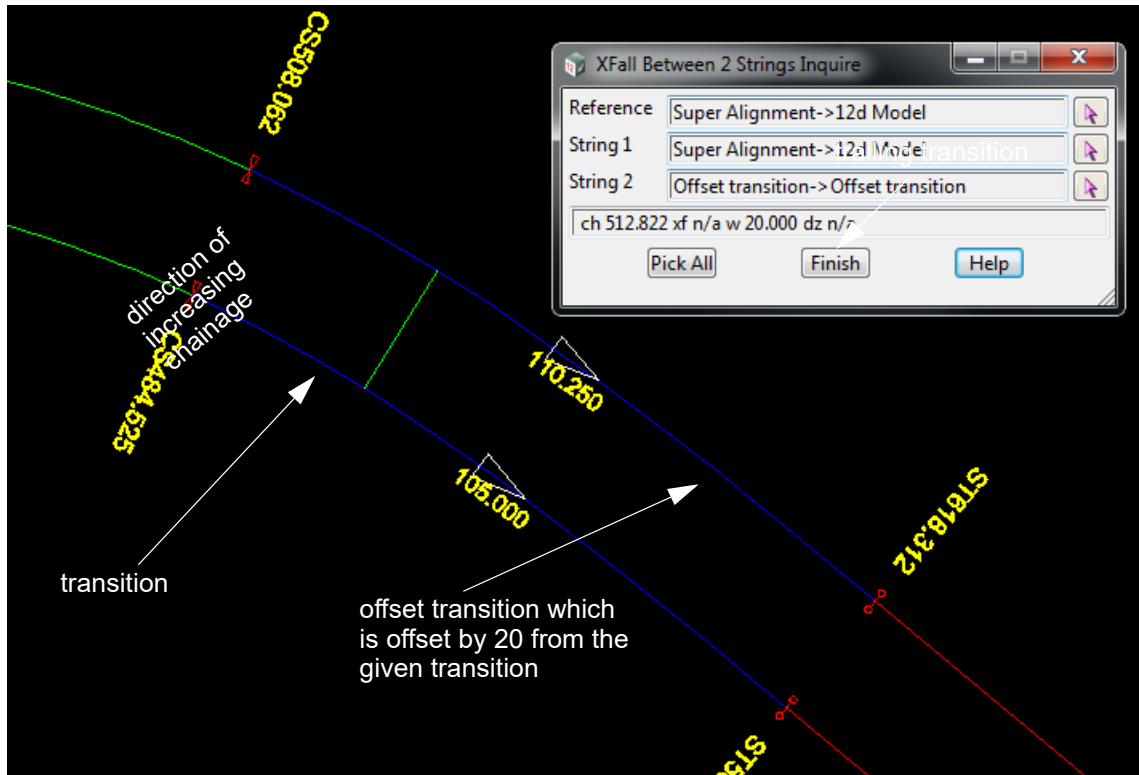 CS508.062
XFall Between 2 Strings Inquire
Reference
Super Alignment->12d Model
String 1
Super Alignment->12d Model
falling transition
String 2
Offset transition->Offset transition
ch 512.822 xf n/a w 20.000 dz n/a
Pick All
Finish
Help
direction of
increasing
chainage
CS484.525
110.250
105.000
ST618.312
transition
offset transition which
is offset by 20 from the
given transition